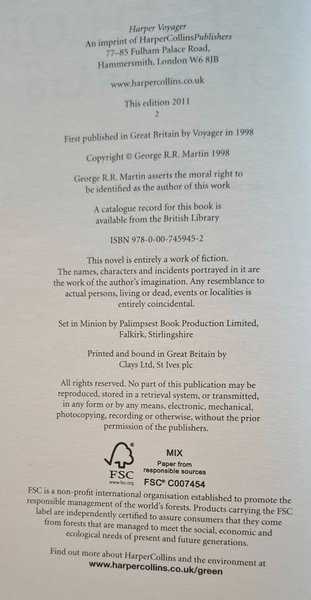 Harper Voyager
An imprint of HarperCollinsPublishers
77–85 Fulham Palace Road,
Hammersmith, London W6 8JB
www.harpercollins.co.uk
This edition 2011
2
First published in Great Britain by Voyager in 1998
Copyright © George R.R. Martin 1998
George R.R. Martin asserts the moral right to
be identified as the author of this work
A catalogue record for this book is
available from the British Library
ISBN 978-0-00-745945-2
This novel is entirely a work of fiction.
The names, characters and incidents portrayed in it are
the work of the author's imagination. Any resemblance to
actual persons, living or dead, events or localities is
entirely coincidental.
Set in Minion by Palimpsest Book Production Limited,
Falkirk, Stirlingshire
Printed and bound in Great Britain by
Clays Ltd, St Ives plc
All rights reserved. No part of this publication may be
reproduced, stored in a retrieval system, or transmitted,
in any form or by any means, electronic, mechanical,
photocopying, recording or otherwise, without the prior
permission of the publishers.
FSC
www.fsc.org
MIX
Paper from
responsible sources
FSC® C007454
FSC is a non-profit international organisation established to promote the
responsible management of the world's forests. Products carrying the FSC
label are independently certified to assure consumers that they come
from forests that are managed to meet the social, economic and
ecological needs of present and future generations.
Find out more about HarperCollins and the environment at
www.harpercollins.co.uk/green